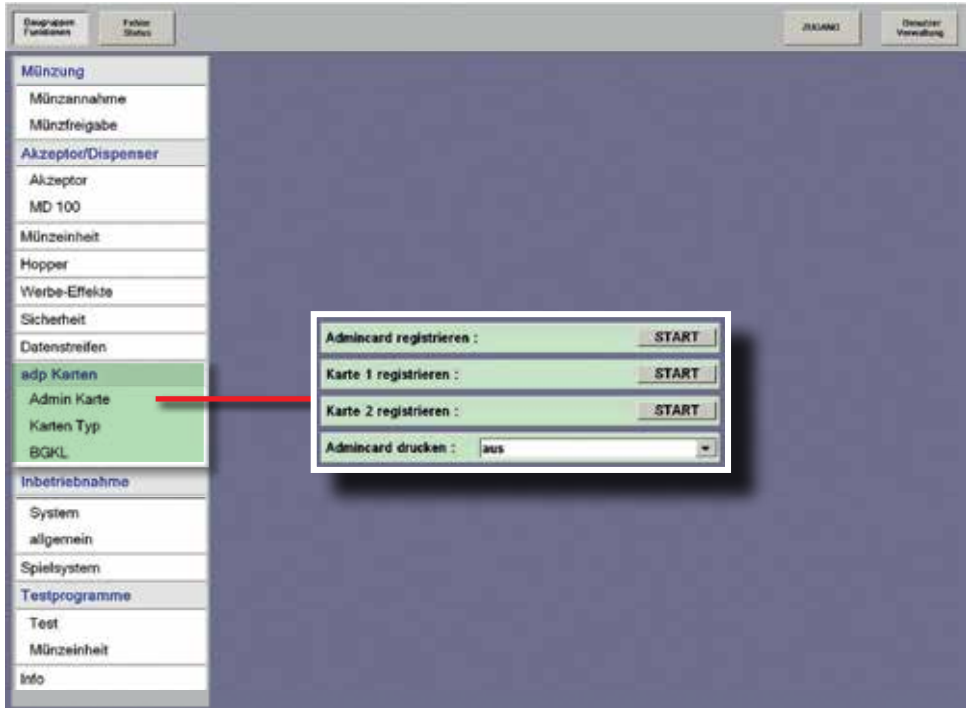 Baugruppen
Funktionen
Fehler
Status
ZUGANG
Benutzer
Verwaltung
Münzung
Münzannahme
Münzfreigabe
Akzeptor/Dispenser
Akzeptor
MD 100
Münzeinheit
Hopper
Werbe-Effekte
Sicherheit
Datenstreifen
adp Karten
Admin Karte
Karten Typ
BGKL
Inbetriebnahme
System
allgemein
Spielsystem
Testprogramme
Test
Münzeinheit
Info
Admincard registrieren : START
Karte 1 registrieren : START
Karte 2 registrieren : START
Admincard drucken : aus